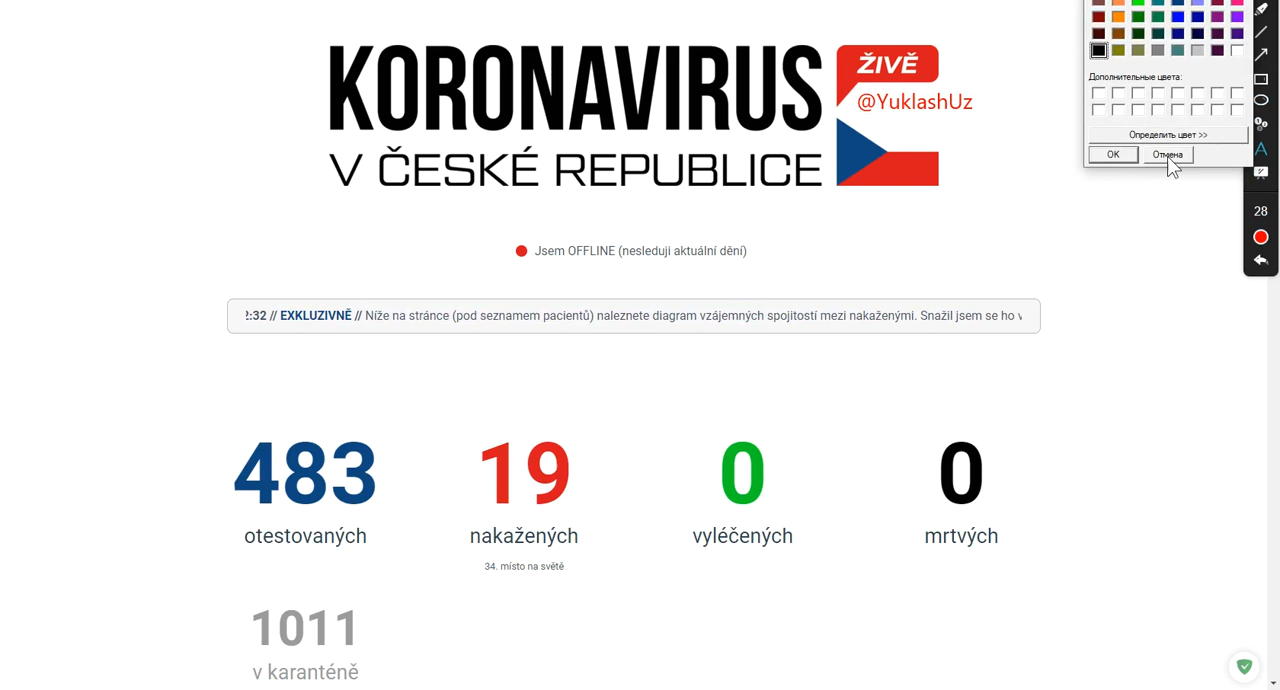 KORONAVIRUS
ŽIVĚ
@YuklashUz
V ČESKÉ REPUBLICE
Jsem OFFLINE (nesleduji aktuální dění)
:32 // EXKLUZIVNĚ // Níže na stránce (pod seznamem pacientů) naleznete diagram vzájemných spojitostí mezi nakaženými. Snažil jsem se ho v
483
otestovaných
19
nakažených
34. místo na světě
0
vyléčených
0
mrtvých
1011
v karanténě
Дополнительные цвета:
Определить цвет >>
OK
Отмена
28